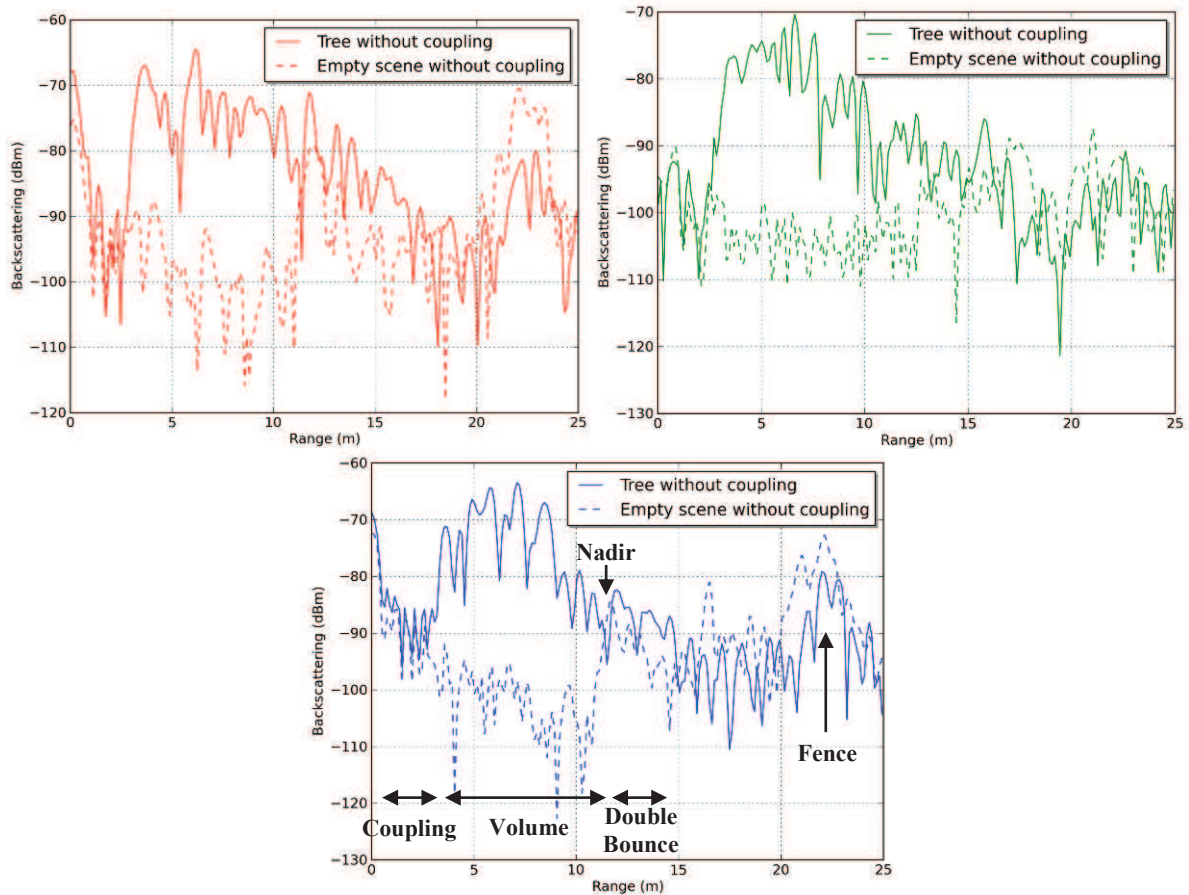 −60
−70
−80
−90
−100
−110
−120
Backscattering (dBm)
Tree without coupling
Empty scene without coupling
0
5
10
15
20
25
Range (m)
−70
−80
−90
−100
−110
−120
−130
Backscattering (dBm)
Tree without coupling
Empty scene without coupling
0
5
10
15
20
25
Range (m)
−60
−70
−80
−90
−100
−110
−120
−130
Backscattering (dBm)
Tree without coupling
Empty scene without coupling
Nadir
Fence
Coupling
Volume
Double
Bounce
0
5
10
15
20
25
Range (m)